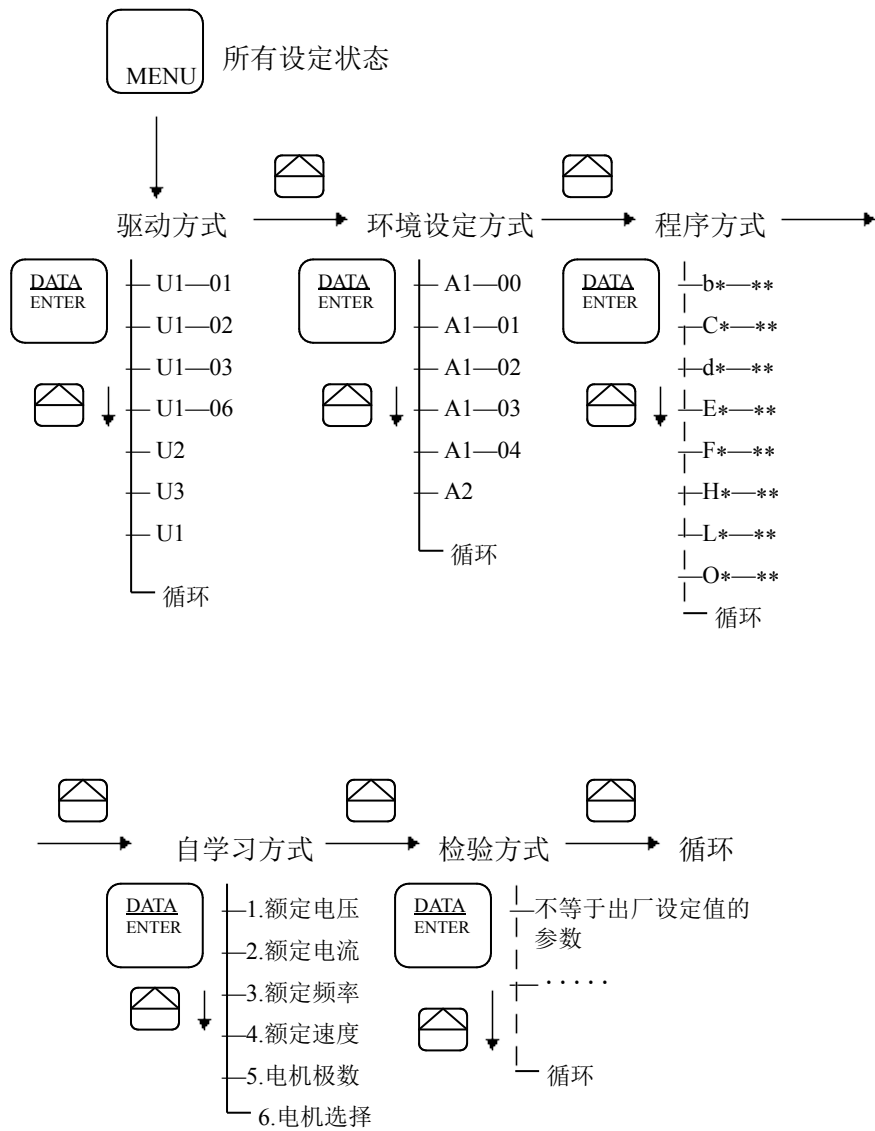 MENU
所有设定状态
驱动方式
环境设定方式
程序方式
DATA
ENTER
U1—01
U1—02
U1—03
U1—06
U2
U3
U1
循环
DATA
ENTER
A1—00
A1—01
A1—02
A1—03
A1—04
A2
循环
DATA
ENTER
b*—**
C*—**
d*—**
E*—**
F*—**
H*—**
L*—**
O*—**
循环
自学习方式
检验方式
循环
DATA
ENTER
1.额定电压
2.额定电流
3.额定频率
4.额定速度
5.电机极数
6.电机选择
DATA
ENTER
不等于出厂设定值的
参数
·····
循环